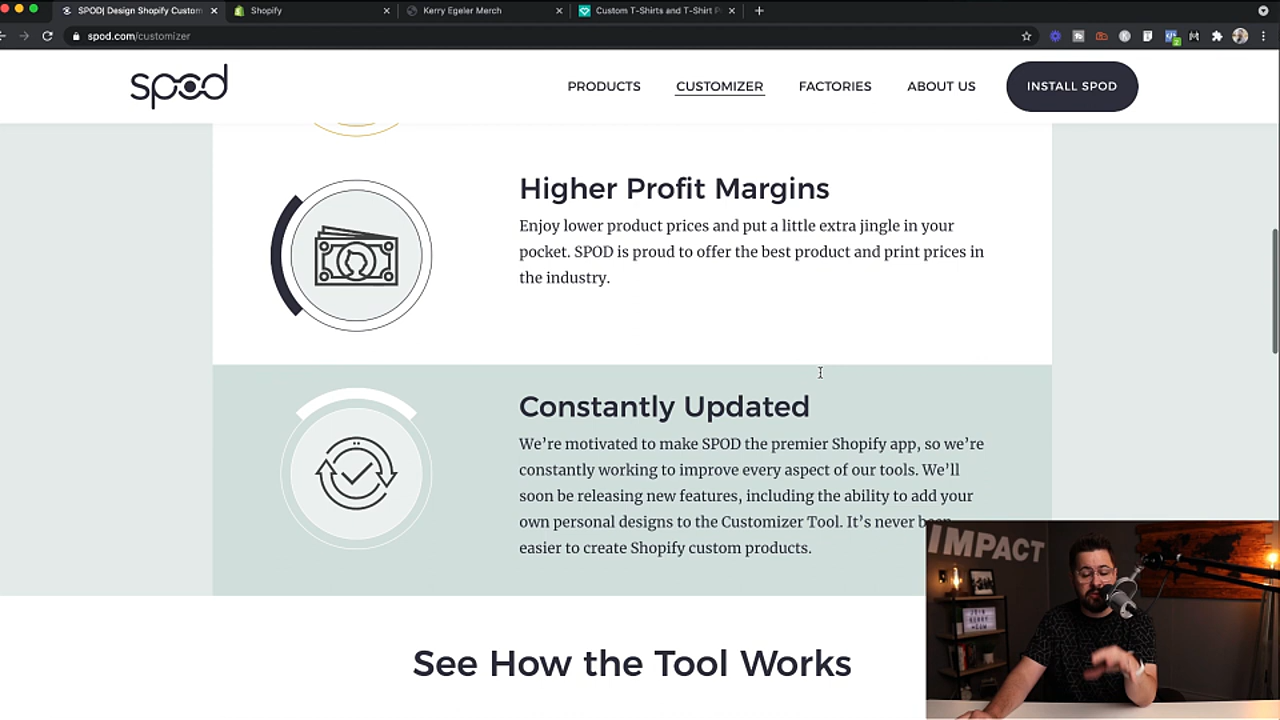 SPOD| Design Shopify Custom
Shopify
Kerry Egeler Merch
Custom T-Shirts and T-Shirt P
spod.com/customizer
spod
PRODUCTS
CUSTOMIZER
FACTORIES
ABOUT US
INSTALL SPOD
Higher Profit Margins
Enjoy lower product prices and put a little extra jingle in your
pocket. SPOD is proud to offer the best product and print prices in
the industry.
Constantly Updated
We’re motivated to make SPOD the premier Shopify app, so we’re
constantly working to improve every aspect of our tools. We’ll
soon be releasing new features, including the ability to add your
own personal designs to the Customizer Tool. It’s never been
easier to create Shopify custom products.
See How the Tool Works
IMPACT